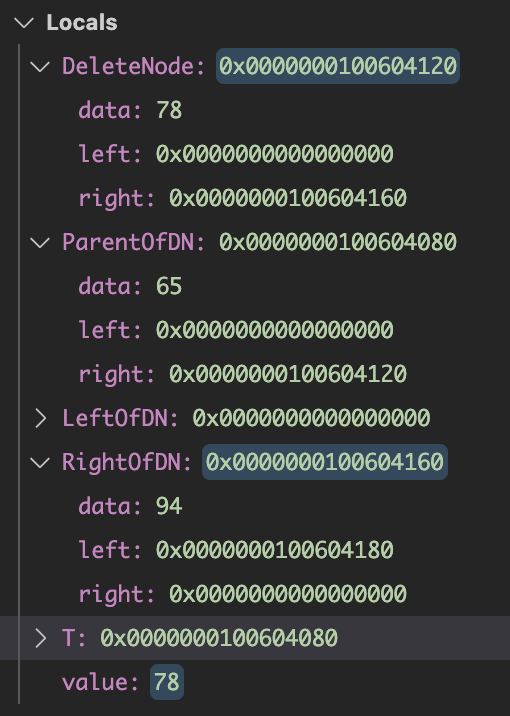 Locals
DeleteNode: 0x0000000100604120
data: 78
left: 0x0000000000000000
right: 0x0000000100604160
ParentOfDN: 0x0000000100604080
data: 65
left: 0x0000000000000000
right: 0x0000000100604120
LeftOfDN: 0x0000000000000000
RightOfDN: 0x0000000100604160
data: 94
left: 0x0000000100604180
right: 0x0000000000000000
T: 0x0000000100604080
value: 78